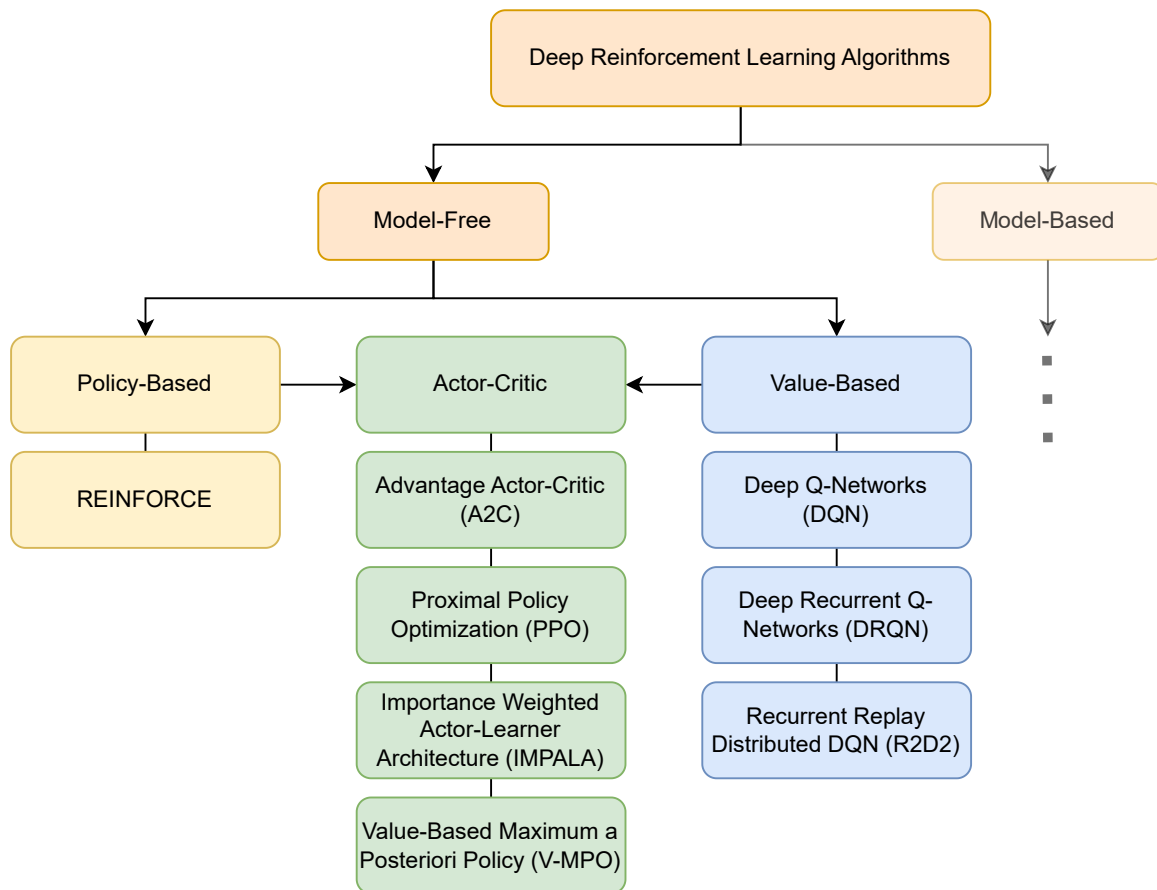 Deep Reinforcement Learning Algorithms
Model-Free
Model-Based
Policy-Based
Actor-Critic
Value-Based
REINFORCE
Advantage Actor-Critic
(A2C)
Deep Q-Networks
(DQN)
Proximal Policy
Optimization (PPO)
Deep Recurrent Q-
Networks (DRQN)
Importance Weighted
Actor-Learner
Architecture (IMPALA)
Recurrent Replay
Distributed DQN (R2D2)
Value-Based Maximum a
Posteriori Policy (V-MPO)